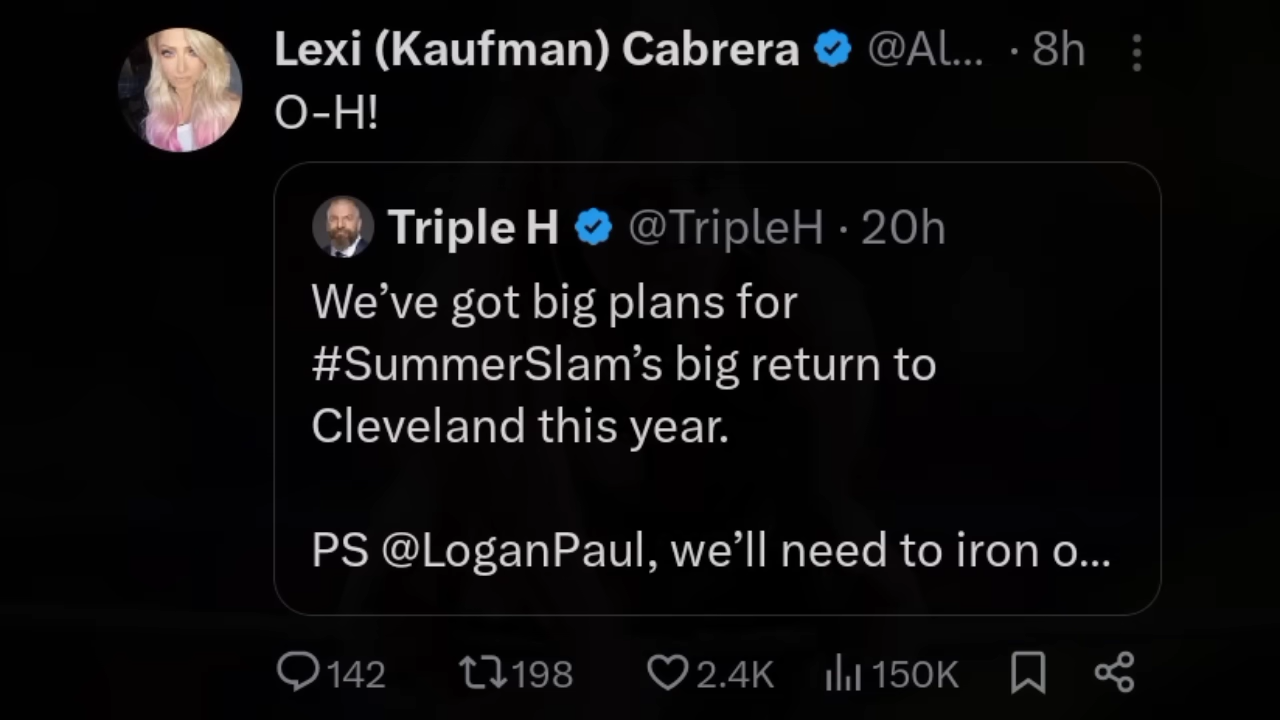 Lexi (Kaufman) Cabrera @Al... · 8h
O-H!
Triple H @TripleH · 20h
We’ve got big plans for
#SummerSlam’s big return to
Cleveland this year.
PS @LoganPaul, we’ll need to iron o...
142 198 2.4K 150K